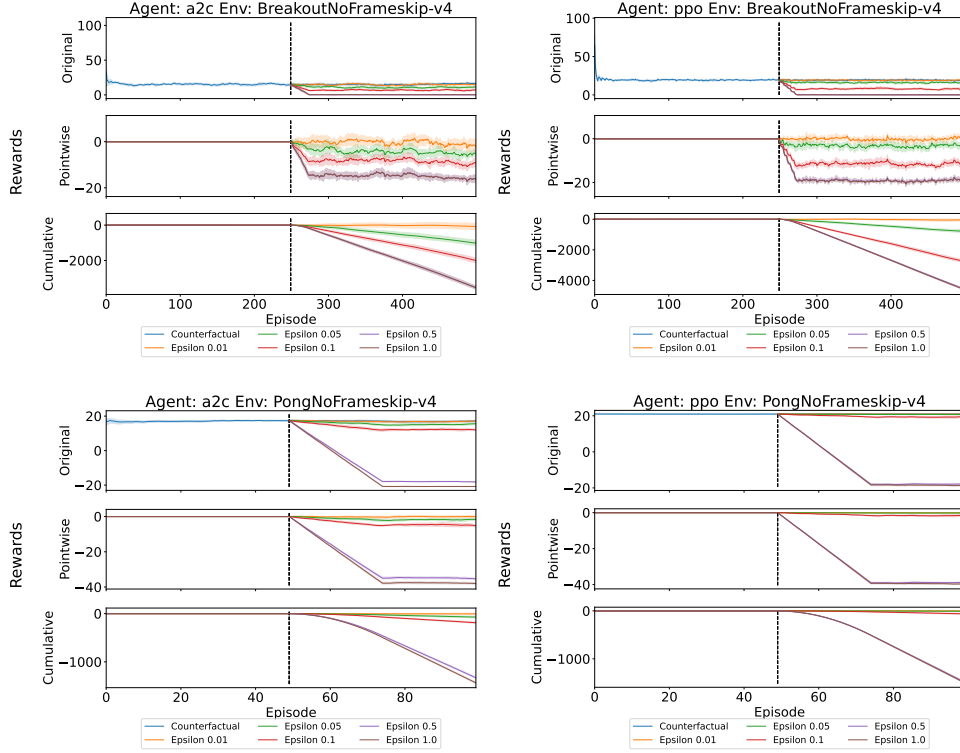 Agent: a2c Env: BreakoutNoFrameskip-v4
100
50
0
Original
0
−20
Pointwise
Rewards
0
−2000
Cumulative
0 100 200 300 400
Episode
Counterfactual Epsilon 0.05 Epsilon 0.5
Epsilon 0.01 Epsilon 0.1 Epsilon 1.0
Agent: ppo Env: BreakoutNoFrameskip-v4
100
50
0
Original
0
−20
Pointwise
Rewards
0
−2000
−4000
Cumulative
0 100 200 300 400
Episode
Counterfactual Epsilon 0.05 Epsilon 0.5
Epsilon 0.01 Epsilon 0.1 Epsilon 1.0
Agent: a2c Env: PongNoFrameskip-v4
20
0
−20
Original
0
−20
−40
Pointwise
Rewards
0
−1000
Cumulative
0 20 40 60 80
Episode
Counterfactual Epsilon 0.05 Epsilon 0.5
Epsilon 0.01 Epsilon 0.1 Epsilon 1.0
Agent: ppo Env: PongNoFrameskip-v4
20
0
−20
Original
0
−20
−40
Pointwise
Rewards
0
−1000
Cumulative
0 20 40 60 80
Episode
Counterfactual Epsilon 0.05 Epsilon 0.5
Epsilon 0.01 Epsilon 0.1 Epsilon 1.0